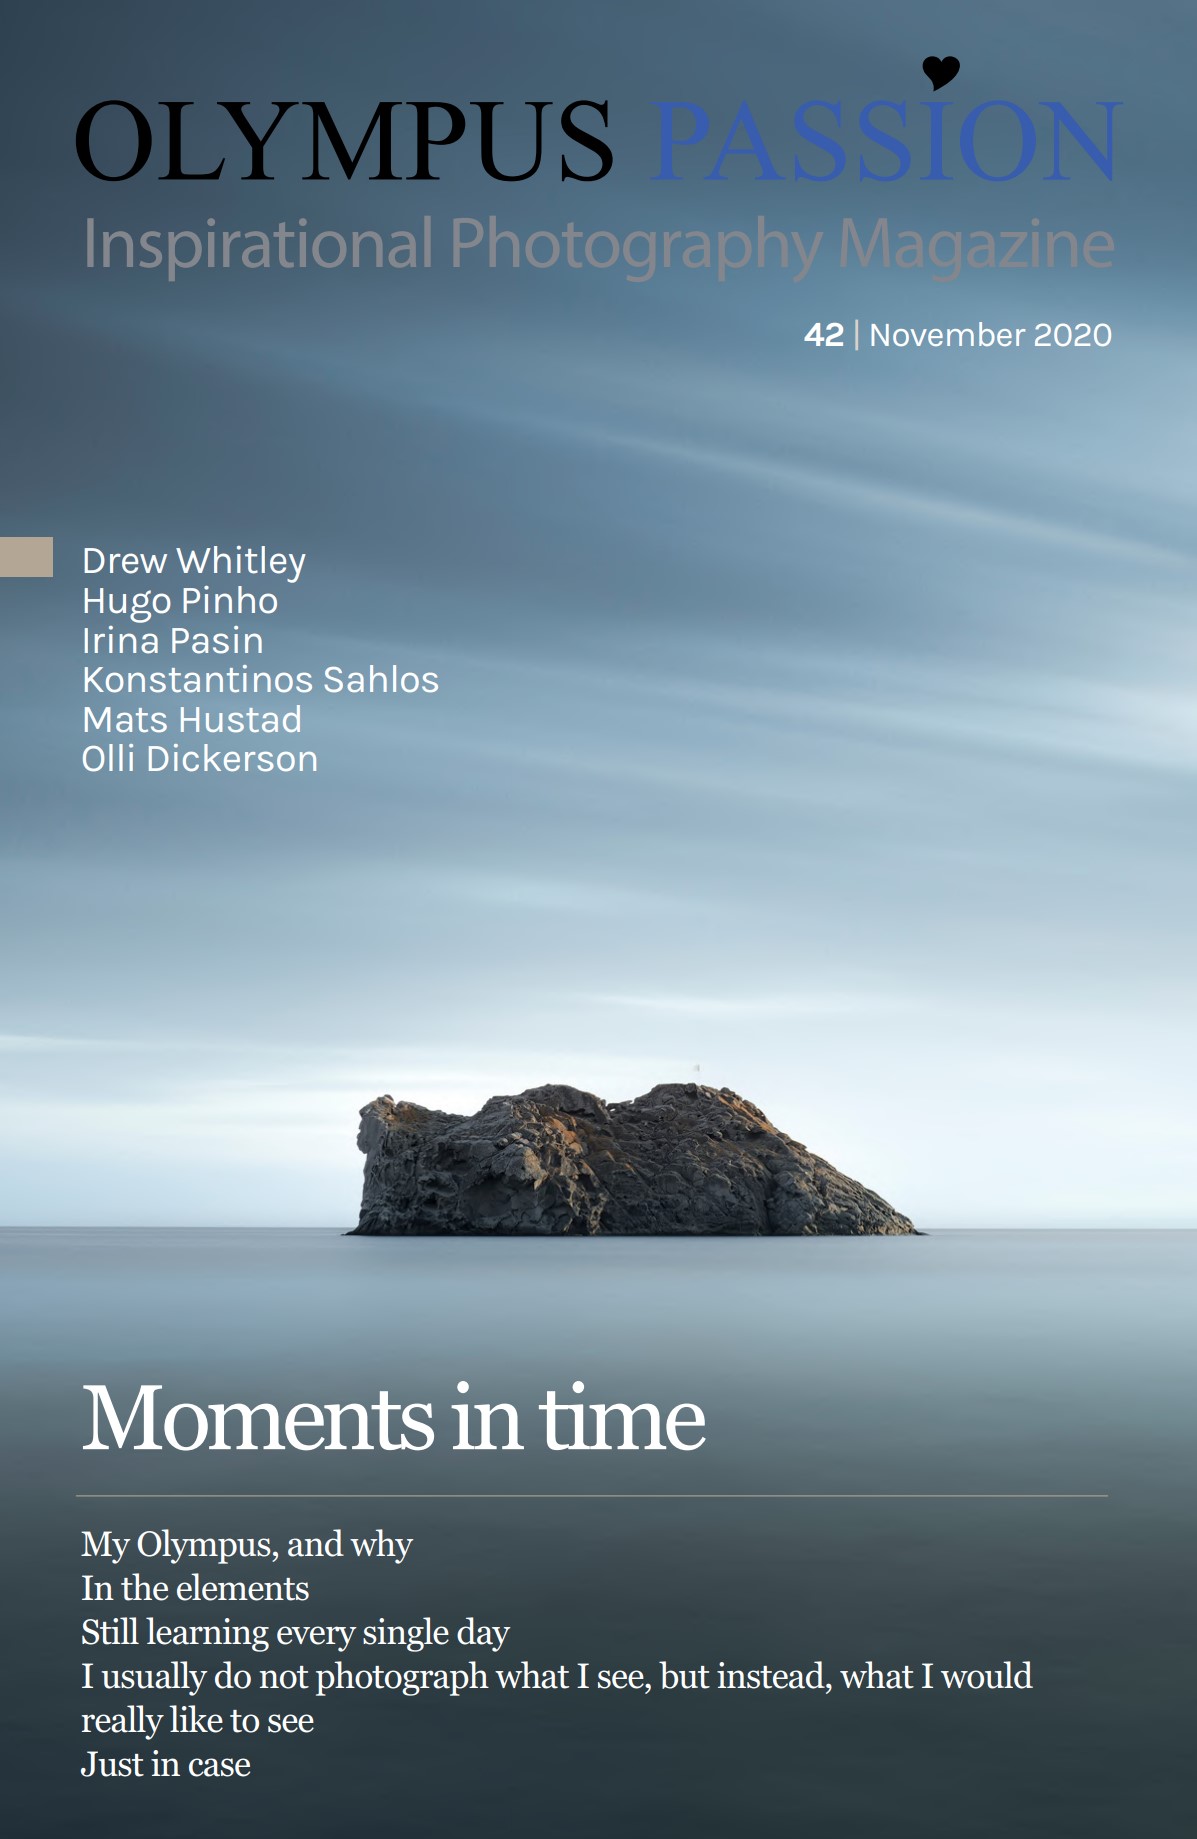 OLYMPUS PASSION
Inspirational Photography Magazine
42 | November 2020
Drew Whitley
Hugo Pinho
Irina Pasin
Konstantinos Sahlos
Mats Hustad
Olli Dickerson
Moments in time
My Olympus, and why
In the elements
Still learning every single day
I usually do not photograph what I see, but instead, what I would
really like to see
Just in case